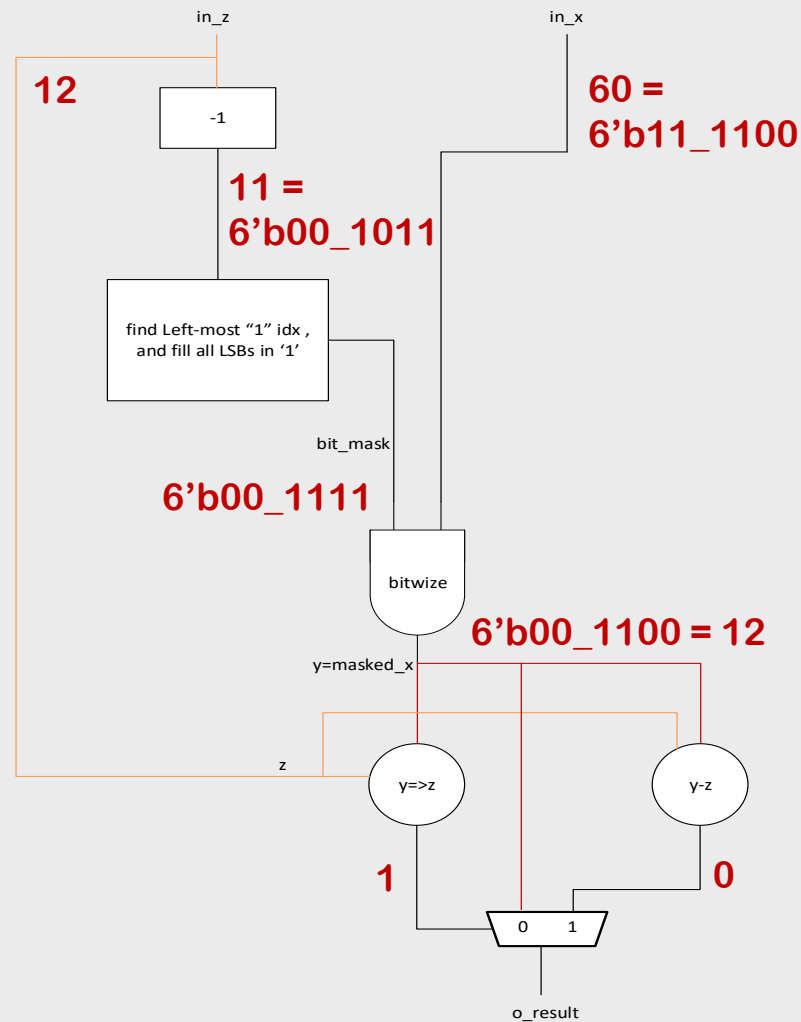 in_z
in_x
12
-1
60 =
6’b11_1100
11 =
6’b00_1011
find Left-most “1” idx ,
and fill all LSBs in ‘1’
bit_mask
6’b00_1111
bitwize
6’b00_1100 = 12
y=masked_x
z
y=>z
y-z
1
0
0 1
o_result